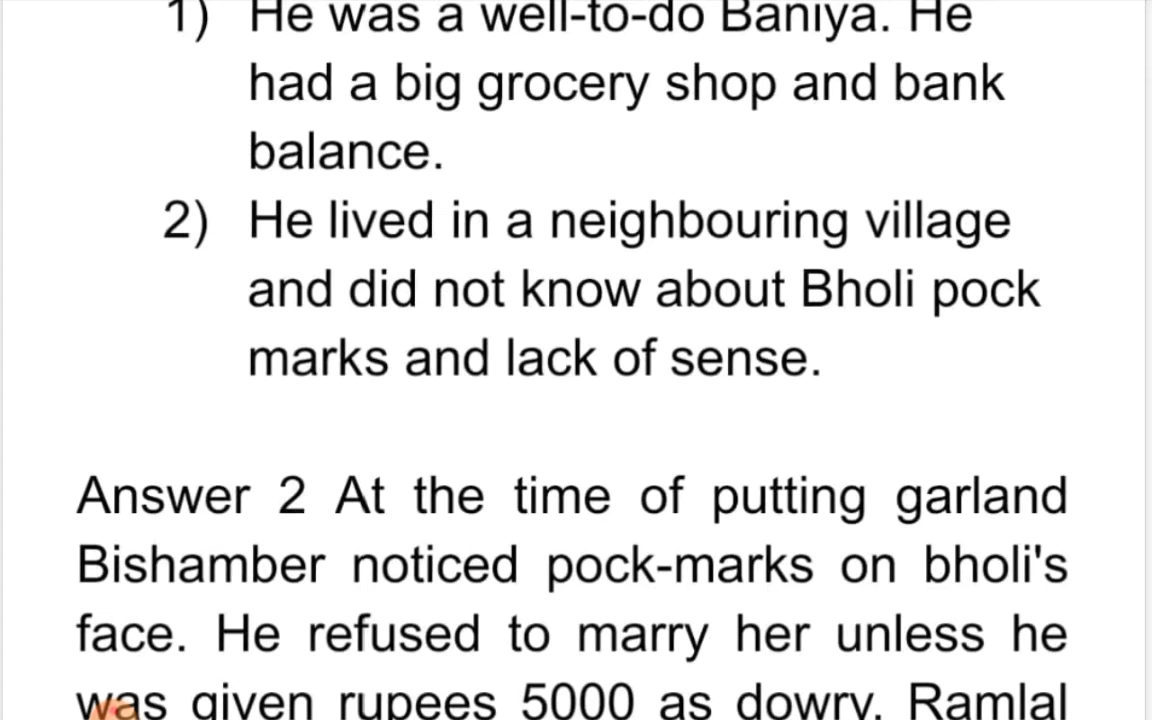 1) He was a well-to-do Baniya. He
had a big grocery shop and bank
balance.
2) He lived in a neighbouring village
and did not know about Bholi pock
marks and lack of sense.
Answer 2 At the time of putting garland
Bishamber noticed pock-marks on bholi's
face. He refused to marry her unless he
was given rupees 5000 as dowry. Ramlal